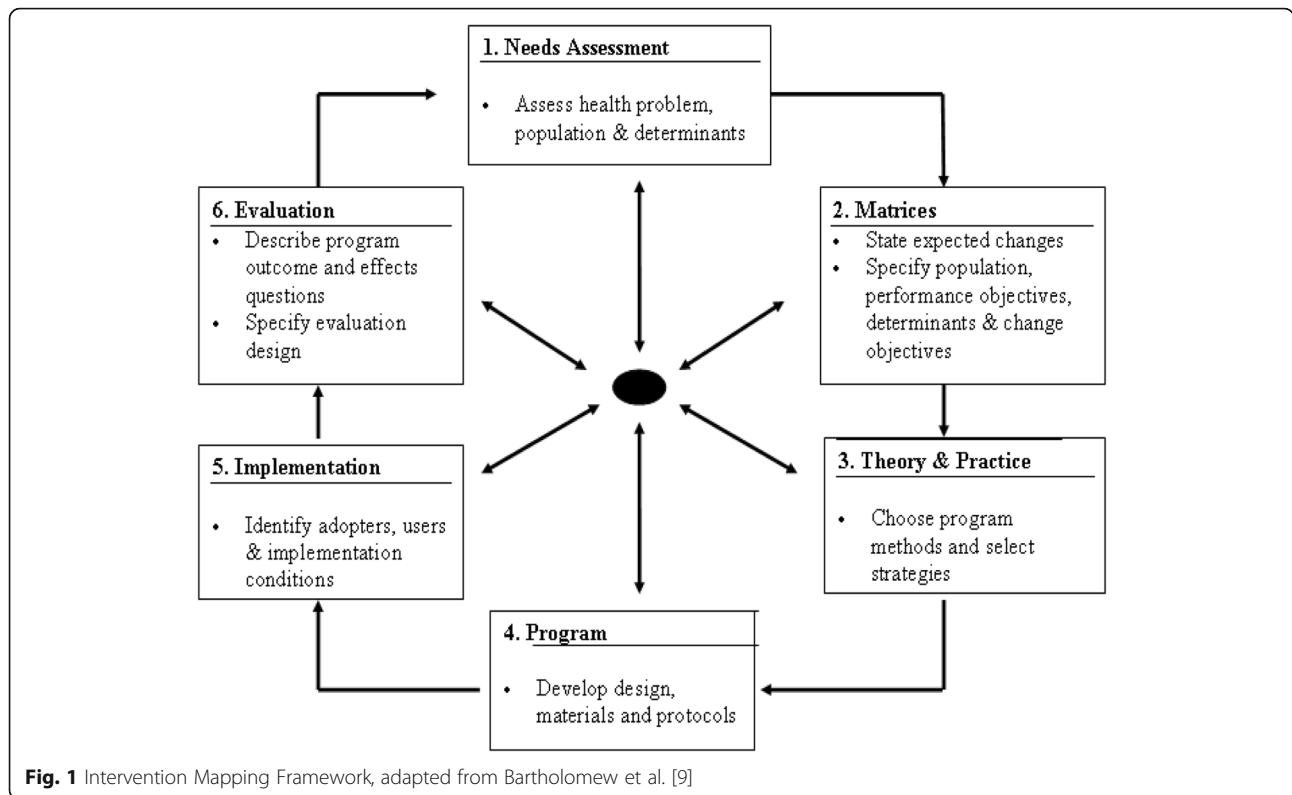 1. Needs Assessment
• Assess health problem,
population & determinants
2. Matrices
• State expected changes
• Specify population,
performance objectives,
determinants & change
objectives
3. Theory & Practice
• Choose program
methods and select
strategies
4. Program
• Develop design,
materials and protocols
5. Implementation
• Identify adopters, users
& implementation
conditions
6. Evaluation
• Describe program
outcome and effects
questions
• Specify evaluation
design
Fig. 1 Intervention Mapping Framework, adapted from Bartholomew et al. [9]